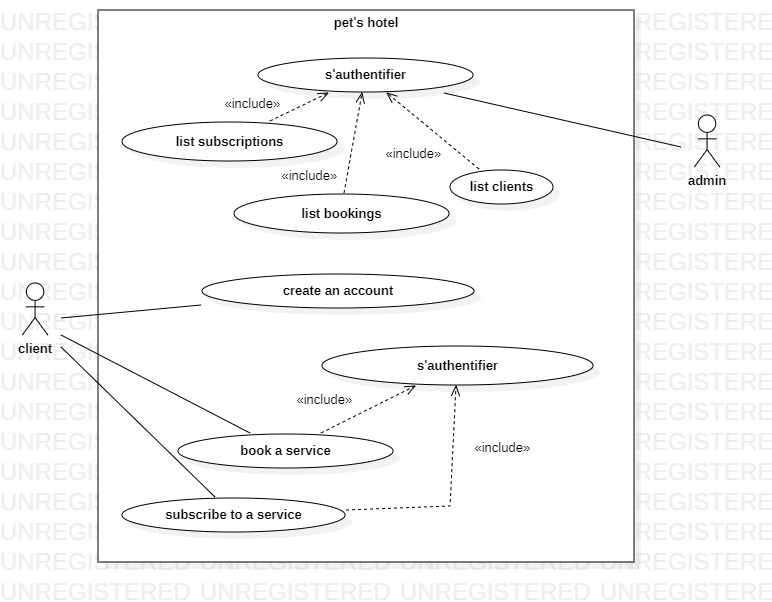 pet's hotel
s'authentifier
«include»
list subscriptions
«include»
«include»
list clients
list bookings
admin
create an account
client
s'authentifier
«include»
book a service
«include»
subscribe to a service
UNREGISTERED UNREGISTERED UNREGISTERED UNREGISTERED